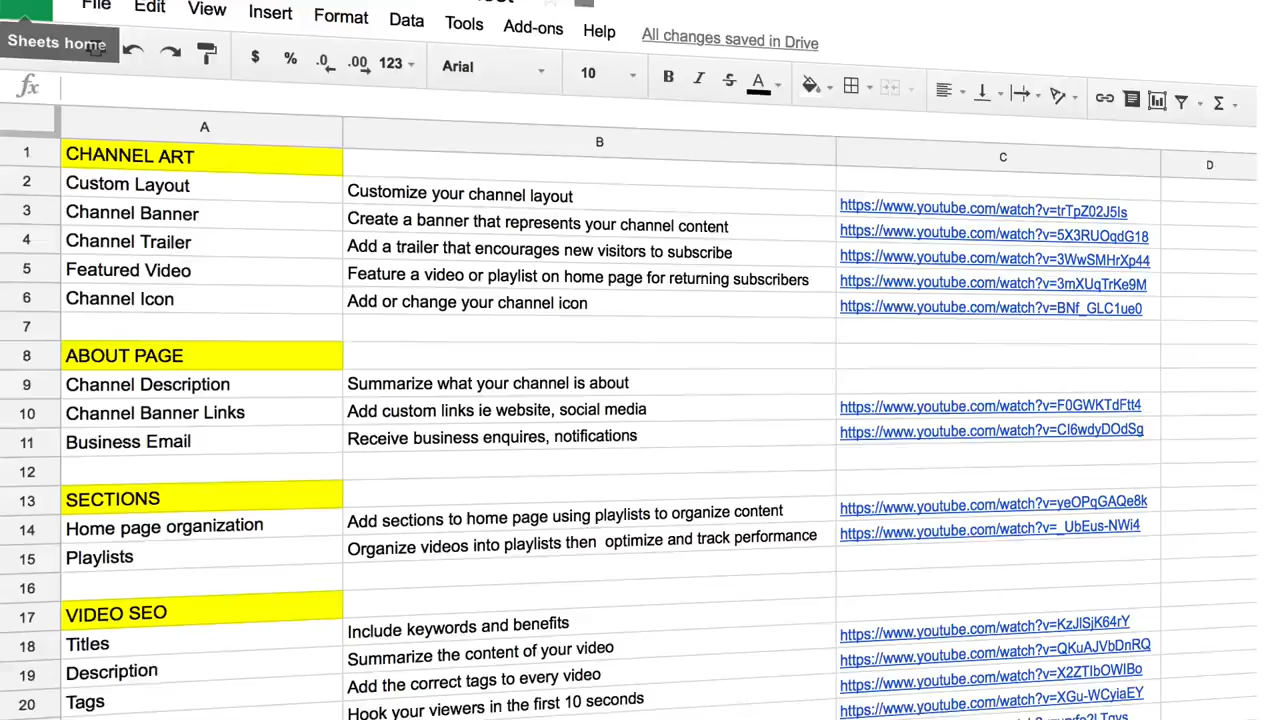 File Edit View Insert Format Data Tools Add-ons Help All changes saved in Drive
Sheets home
$ % .0 .00 123 Arial 10 B I S A Σ
fx
A B C D
1 CHANNEL ART
2 Custom Layout Customize your channel layout https://www.youtube.com/watch?v=trTpZ02J5Is
3 Channel Banner Create a banner that represents your channel content https://www.youtube.com/watch?v=5X3RUOqdG18
4 Channel Trailer Add a trailer that encourages new visitors to subscribe https://www.youtube.com/watch?v=3WwSMHrXp44
5 Featured Video Feature a video or playlist on home page for returning subscribers https://www.youtube.com/watch?v=3mXUqTrKe9M
6 Channel Icon Add or change your channel icon https://www.youtube.com/watch?v=BNf_GLC1ue0
7
8 ABOUT PAGE
9 Channel Description Summarize what your channel is about
10 Channel Banner Links Add custom links ie website, social media https://www.youtube.com/watch?v=F0GWKTdFtt4
11 Business Email Receive business enquires, notifications https://www.youtube.com/watch?v=CI6wdyDOdSg
12
13 SECTIONS
14 Home page organization Add sections to home page using playlists to organize content https://www.youtube.com/watch?v=yeOPqGAQe8k
15 Playlists Organize videos into playlists then optimize and track performance https://www.youtube.com/watch?v=_UbEus-NWi4
16
17 VIDEO SEO
18 Titles Include keywords and benefits https://www.youtube.com/watch?v=KzJlSjK64rY
19 Description Summarize the content of your video https://www.youtube.com/watch?v=QKuAJVbDnRQ
20 Tags Add the correct tags to every video https://www.youtube.com/watch?v=X2ZTIbOWIBo
Hook your viewers in the first 10 seconds https://www.youtube.com/watch?v=XGu-WCyiaEY